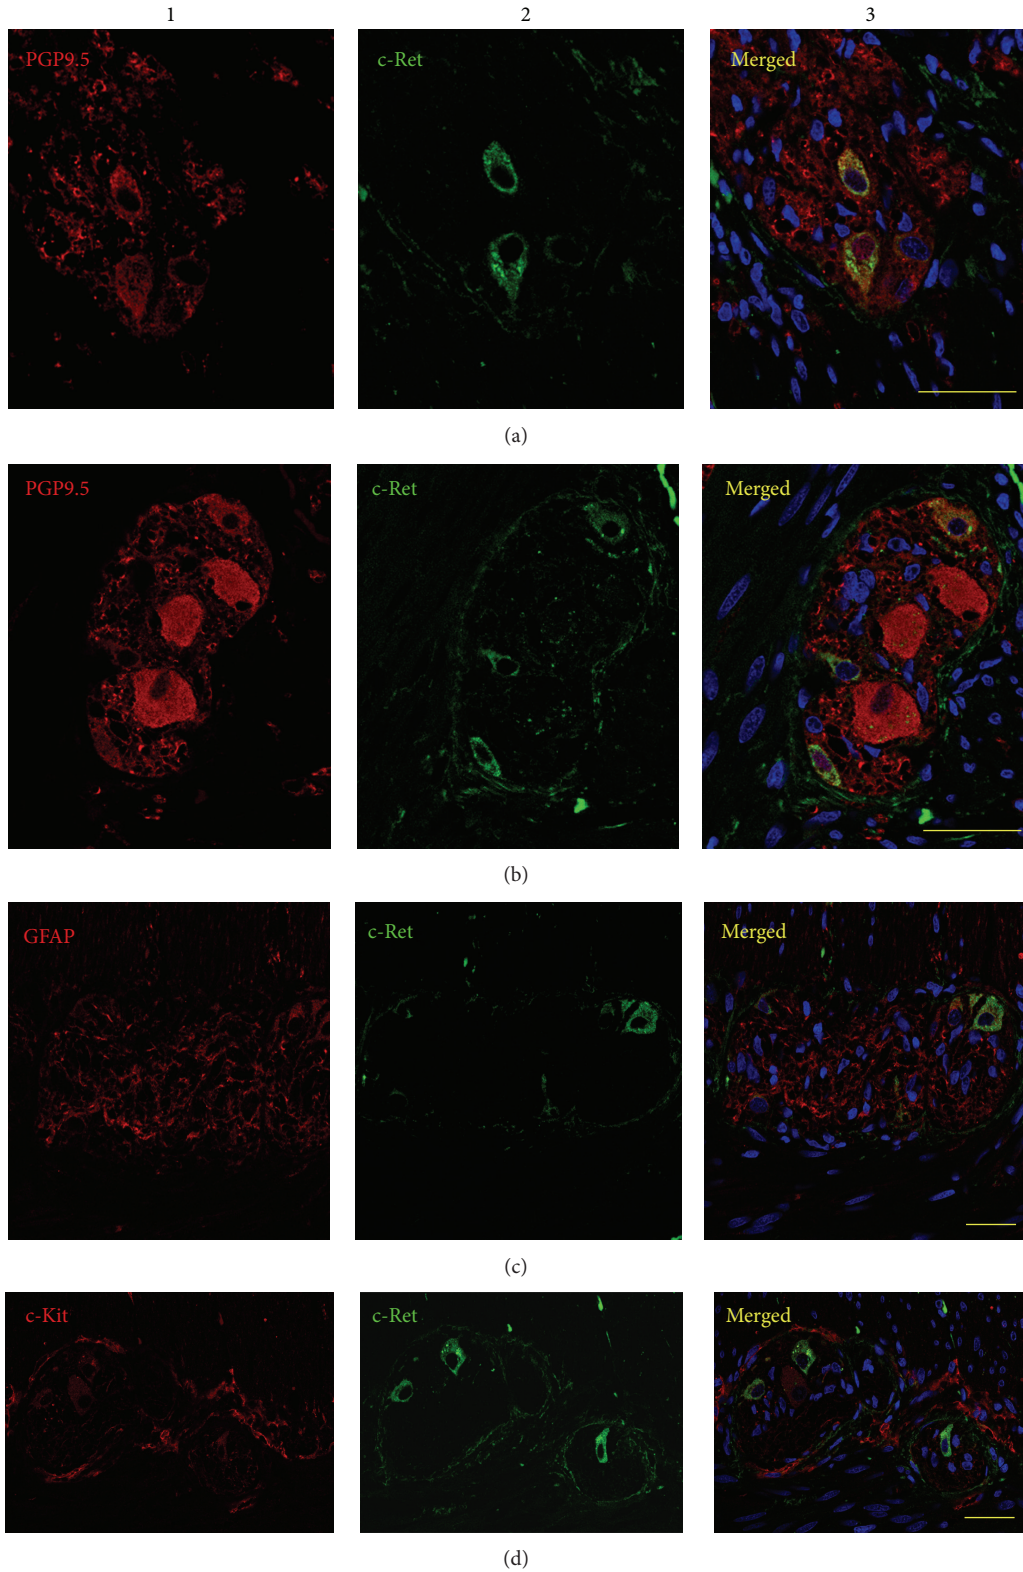 1 2 3
PGP9.5 c-Ret Merged
(a)
PGP9.5 c-Ret Merged
(b)
GFAP c-Ret Merged
(c)
c-Kit c-Ret Merged
(d)